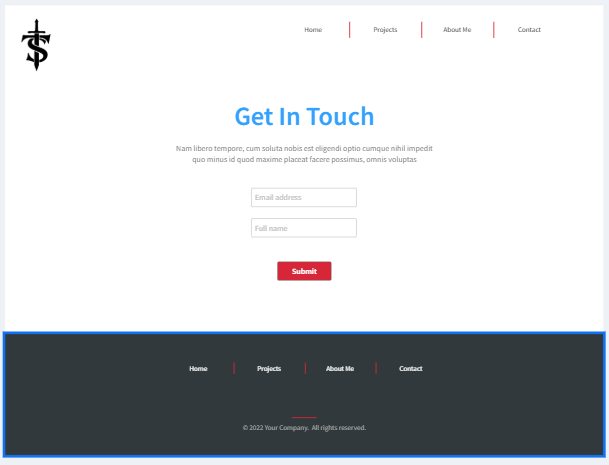 TS
Home Projects About Me Contact
Get In Touch
Nam libero tempore, cum soluta nobis est eligendi optio cumque nihil impedit
quo minus id quod maxime placeat facere possimus, omnis voluptas
Email address
Full name
Submit
Home Projects About Me Contact
© 2022 Your Company. All rights reserved.